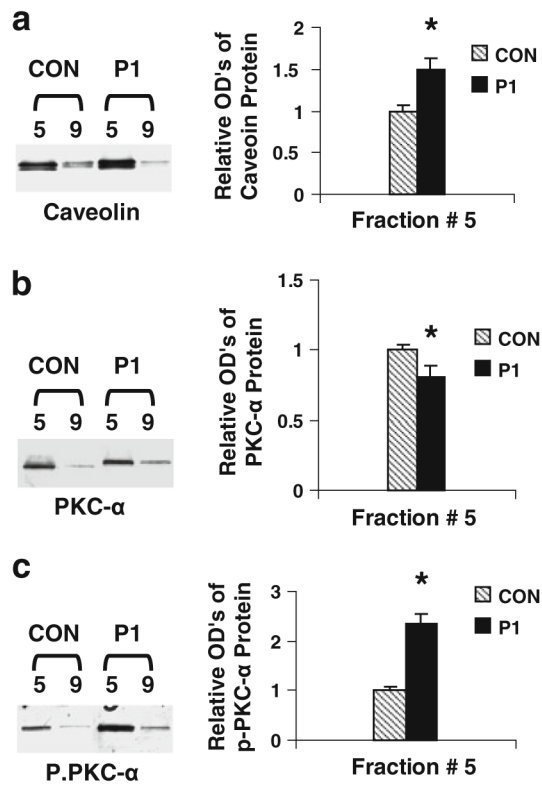 a
CON P1
5 9 5 9
Caveolin
Relative OD's of
Caveoin Protein
2
1.5
1
0.5
0
*
CON
P1
Fraction # 5
b
CON P1
5 9 5 9
PKC-α
Relative OD's of
PKC-α Protein
1.5
1
0.5
0
*
CON
P1
Fraction # 5
c
CON P1
5 9 5 9
P.PKC-α
Relative OD's of
p-PKC-α Protein
3
2
1
0
*
CON
P1
Fraction # 5